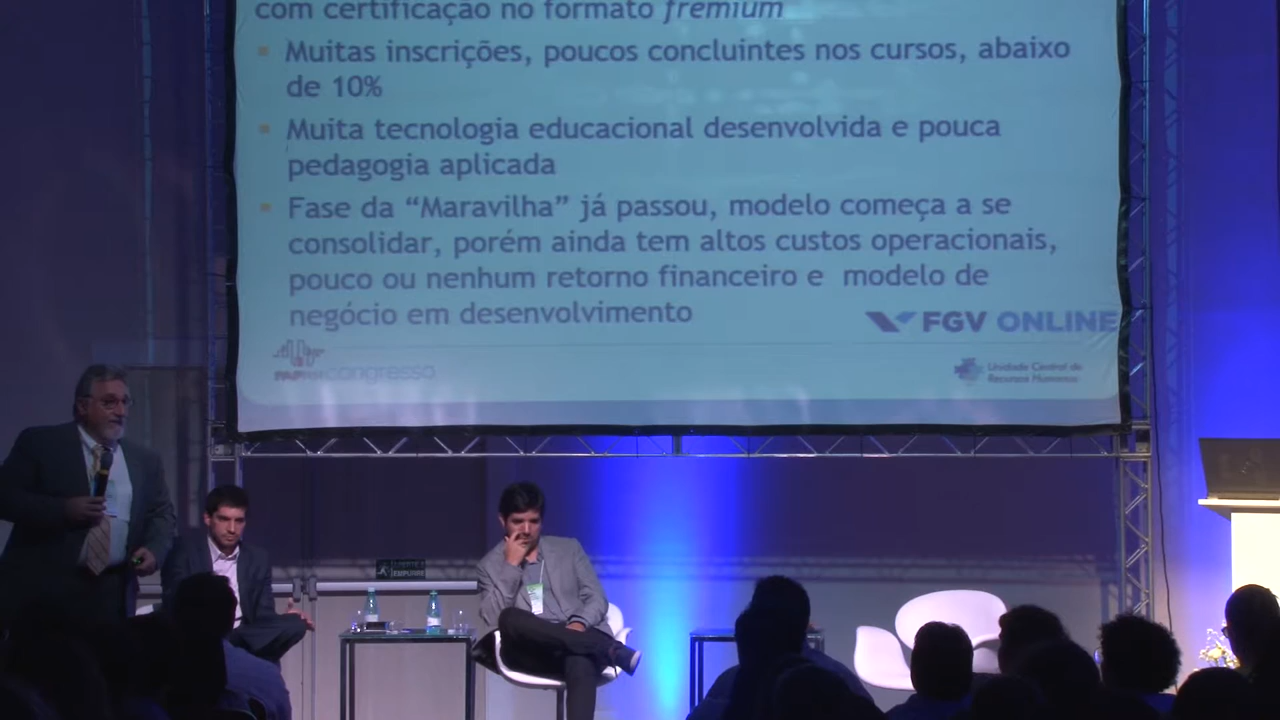 com certificação no formato fremium
Muitas inscrições, poucos concluintes nos cursos, abaixo
de 10%
Muita tecnologia educacional desenvolvida e pouca
pedagogia aplicada
Fase da “Maravilha” já passou, modelo começa a se
consolidar, porém ainda tem altos custos operacionais,
pouco ou nenhum retorno financeiro e modelo de
negócio em desenvolvimento
FGV ONLINE
congresso
Unidade Central de
Recursos Humanos